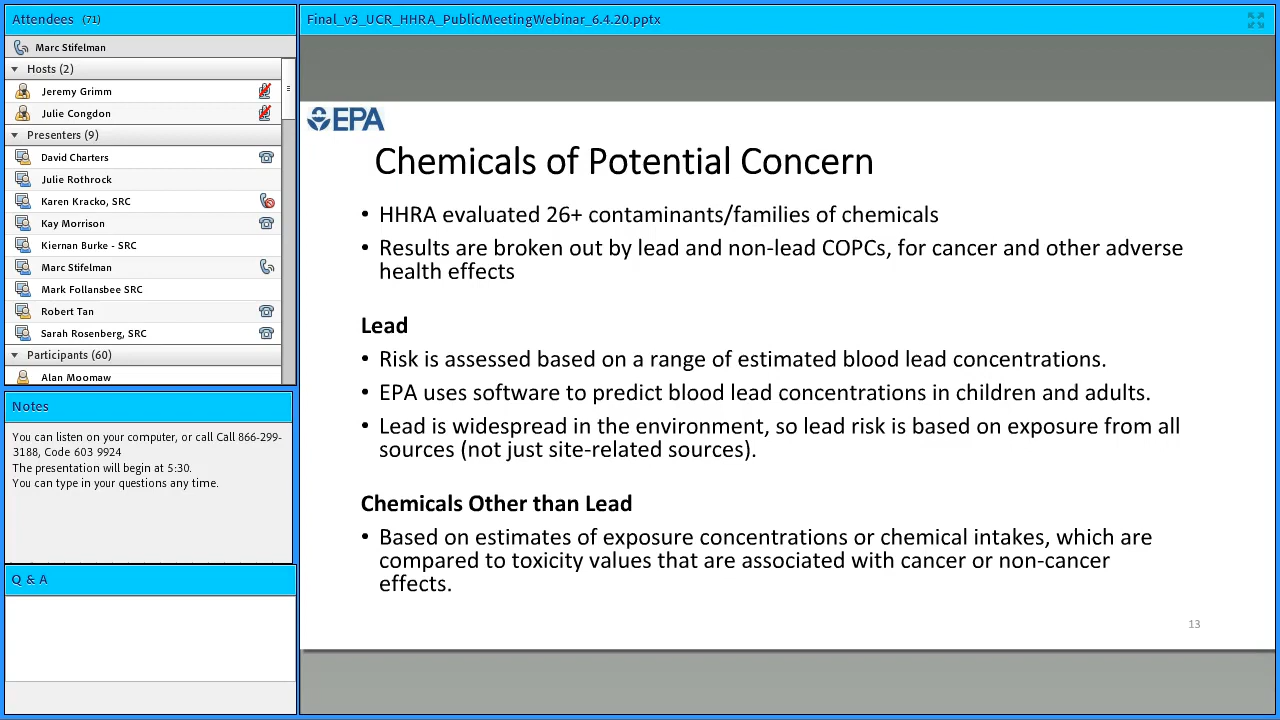 Attendees (71)
Marc Stifelman
Hosts (2)
Jeremy Grimm
Julie Congdon
Presenters (9)
David Charters
Julie Rothrock
Karen Kracko, SRC
Kay Morrison
Kiernan Burke - SRC
Marc Stifelman
Mark Follansbee SRC
Robert Tan
Sarah Rosenberg, SRC
Participants (60)
Alan Moomaw
Notes
You can listen on your computer, or call Call 866-299-
3188, Code 603 9924
The presentation will begin at 5:30.
You can type in your questions any time.
Q & A
Final_v3_UCR_HHRA_PublicMeetingWebinar_6.4.20.pptx
EPA
Chemicals of Potential Concern
• HHRA evaluated 26+ contaminants/families of chemicals
• Results are broken out by lead and non-lead COPCs, for cancer and other adverse
health effects
Lead
• Risk is assessed based on a range of estimated blood lead concentrations.
• EPA uses software to predict blood lead concentrations in children and adults.
• Lead is widespread in the environment, so lead risk is based on exposure from all
sources (not just site-related sources).
Chemicals Other than Lead
• Based on estimates of exposure concentrations or chemical intakes, which are
compared to toxicity values that are associated with cancer or non-cancer
effects.
13